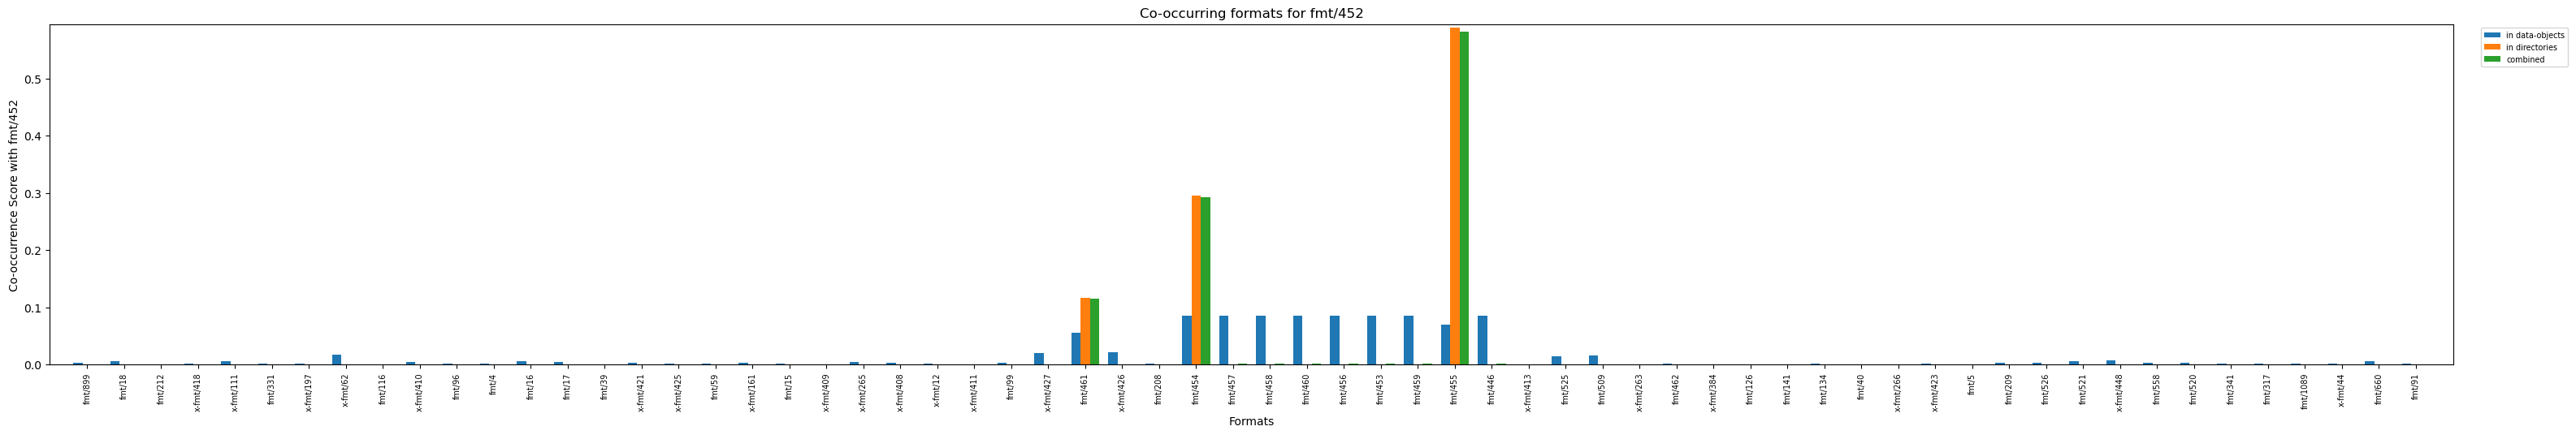 Co-occurring formats for fmt/452
in data-objects
in directories
combined
Co-occurrence Score with fmt/452
0.5
0.4
0.3
0.2
0.1
0.0
fmt/899
fmt/18
fmt/212
x-fmt/418
x-fmt/111
fmt/331
x-fmt/197
x-fmt/62
fmt/116
x-fmt/410
fmt/96
fmt/4
fmt/16
fmt/17
fmt/39
x-fmt/421
x-fmt/425
fmt/59
x-fmt/161
fmt/15
x-fmt/409
x-fmt/265
x-fmt/408
x-fmt/12
x-fmt/411
fmt/99
x-fmt/427
fmt/461
x-fmt/426
fmt/208
fmt/454
fmt/457
fmt/458
fmt/460
fmt/456
fmt/453
fmt/459
fmt/455
fmt/446
x-fmt/413
fmt/525
fmt/509
x-fmt/263
fmt/462
x-fmt/384
fmt/126
fmt/141
fmt/134
fmt/40
x-fmt/266
x-fmt/423
fmt/5
fmt/209
fmt/526
fmt/521
x-fmt/448
fmt/558
fmt/520
fmt/341
fmt/317
fmt/1089
x-fmt/44
fmt/660
fmt/91
Formats